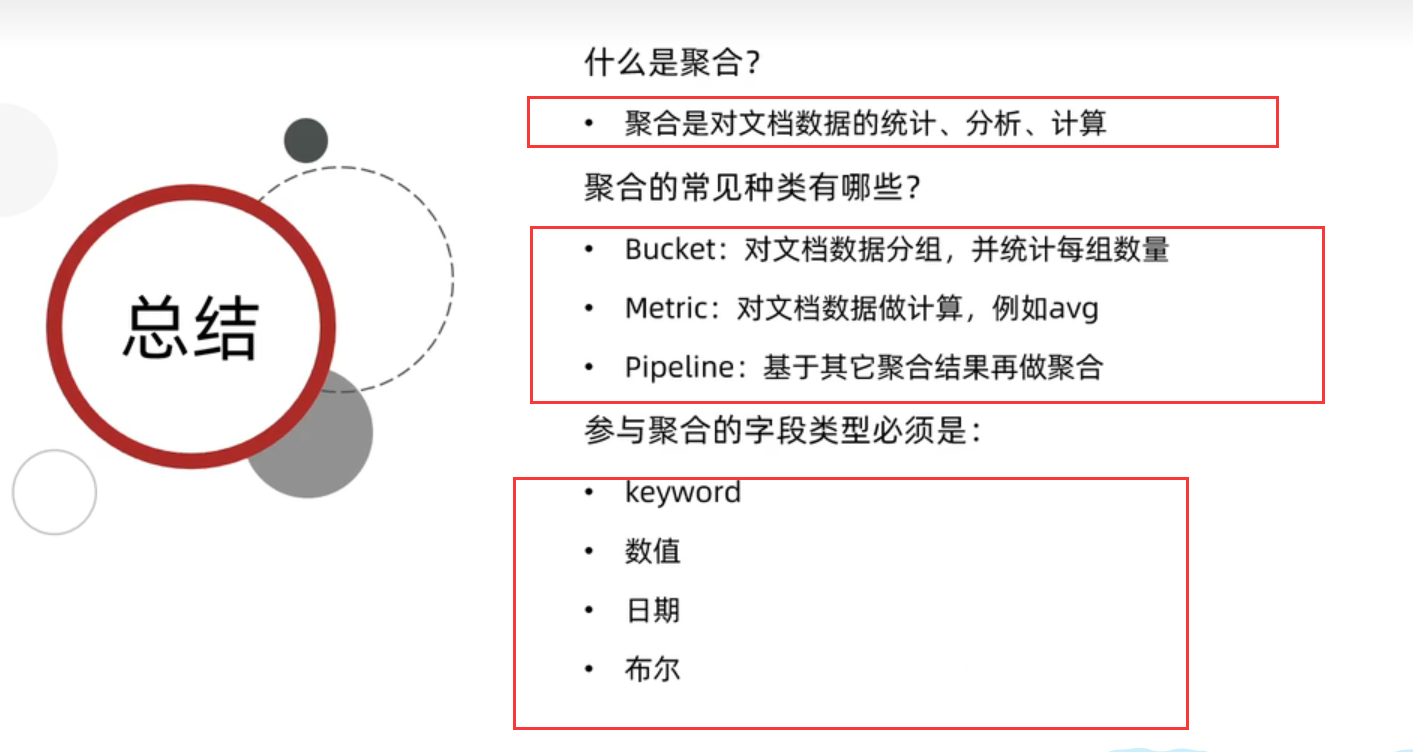 总结
什么是聚合？
• 聚合是对文档数据的统计、分析、计算
聚合的常见种类有哪些？
• Bucket：对文档数据分组，并统计每组数量
• Metric：对文档数据做计算，例如avg
• Pipeline：基于其它聚合结果再做聚合
参与聚合的字段类型必须是：
• keyword
• 数值
• 日期
• 布尔